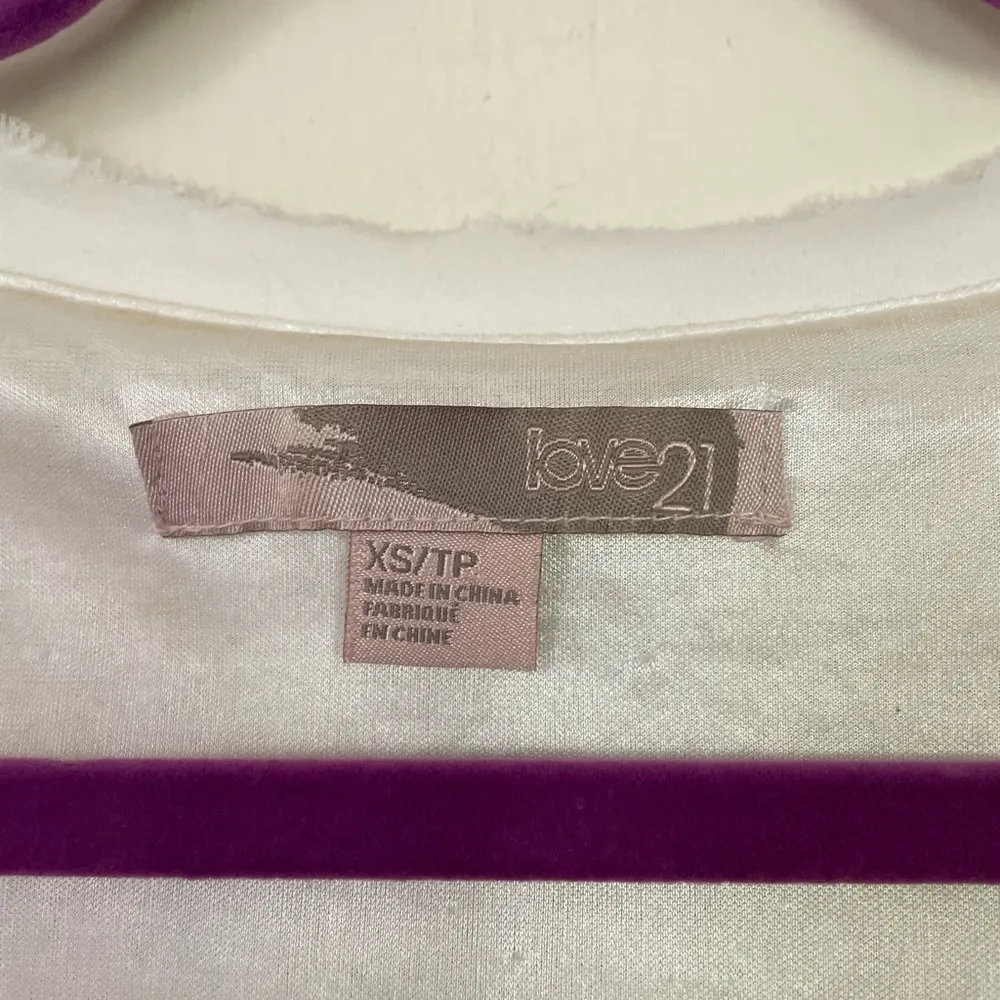 love21
XS/TP
MADE IN CHINA
FABRIQUÉ
EN CHINE